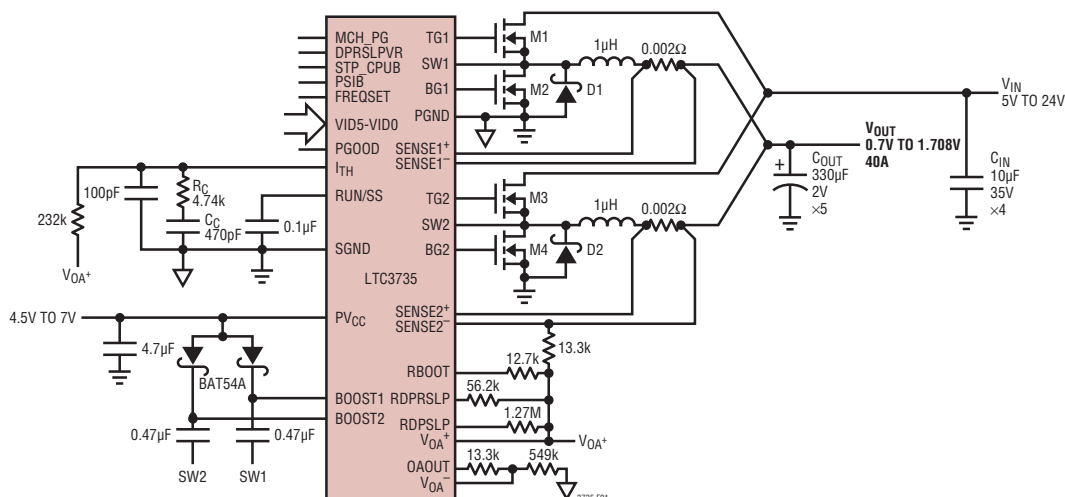 MCH_PG
DPRSLPVR
STP_CPUB
PSIB
FREQSET
VID5-VID0
PGOOD
ITH
RUN/SS
SGND
PVCC
BOOST1
BOOST2
LTC3735
TG1
SW1
BG1
PGND
SENSE1+
SENSE1–
TG2
SW2
BG2
SENSE2+
SENSE2–
RBOOT
RDPRSLP
RDPSLP
VOA+
OAOUT
VOA–
100pF
RC
4.74k
CC
470pF
0.1µF
232k
VOA+
4.5V TO 7V
4.7µF
BAT54A
0.47µF
0.47µF
SW2
SW1
M1
M2
D1
1µH
0.002Ω
M3
M4
D2
1µH
0.002Ω
VIN
5V TO 24V
VOUT
0.7V TO 1.708V
40A
+
COUT
330µF
2V
×5
CIN
10µF
35V
×4
13.3k
12.7k
56.2k
1.27M
VOA+
13.3k
549k